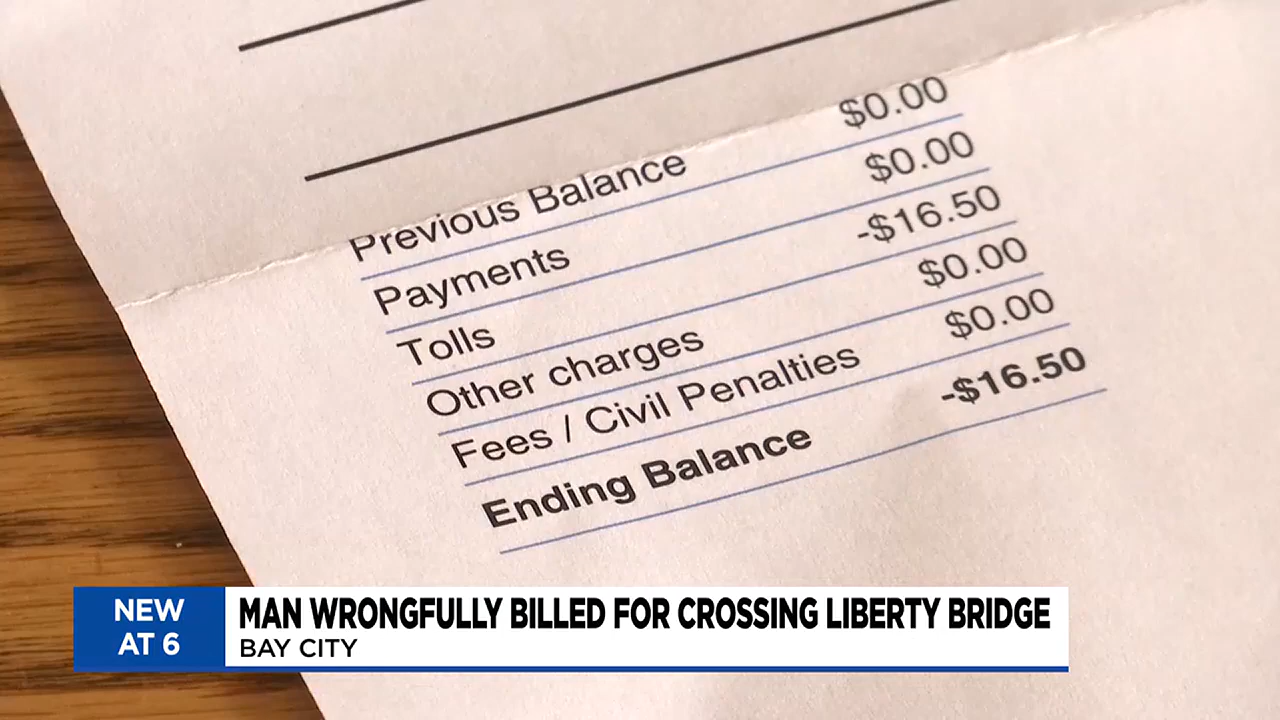 Previous Balance $0.00
Payments $0.00
Tolls -$16.50
Other charges $0.00
Fees / Civil Penalties $0.00
Ending Balance -$16.50
NEW AT 6
MAN WRONGFULLY BILLED FOR CROSSING LIBERTY BRIDGE
BAY CITY